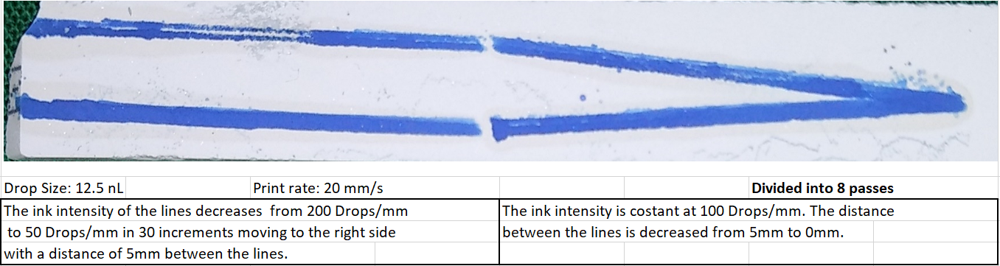 Drop Size: 12.5 nL Print rate: 20 mm/s Divided into 8 passes
The ink intensity of the lines decreases  from 200 Drops/mm
to 50 Drops/mm in 30 increments moving to the right side
with a distance of 5mm between the lines.
The ink intensity is costant at 100 Drops/mm. The distance
between the lines is decreased from 5mm to 0mm.